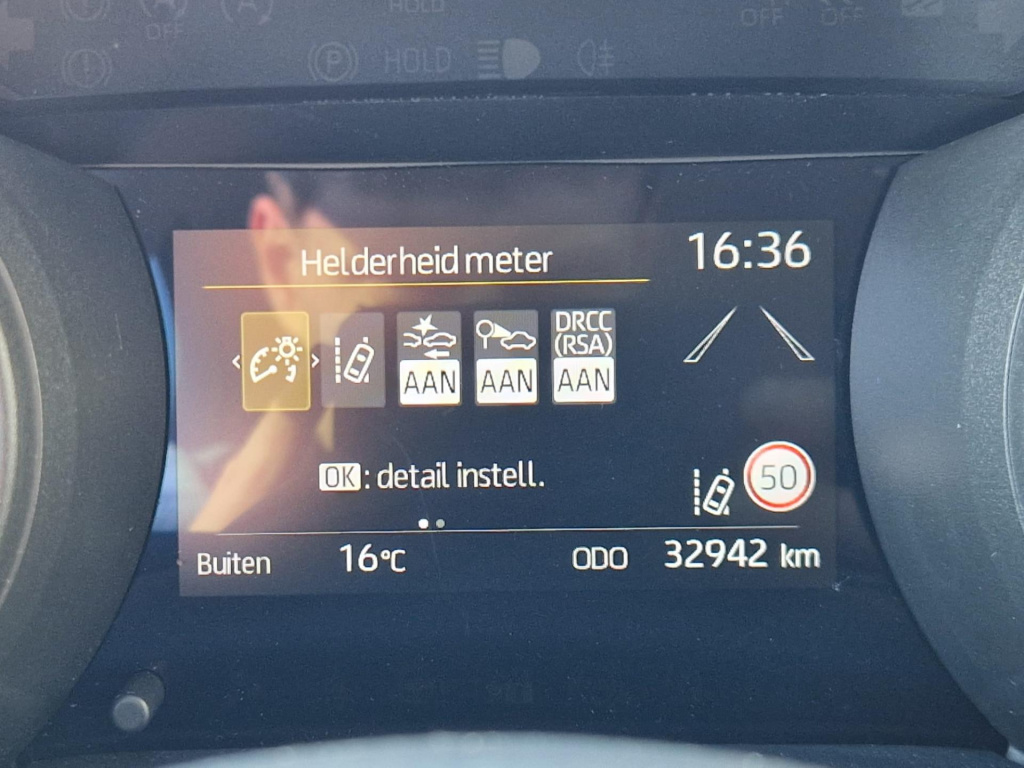 HOLD
OFF
OFF
OFF
P HOLD
Helderheid meter
16:36
DRCC
(RSA)
AAN AAN AAN
OK : detail instell.
50
Buiten 16°C ODO 32942 km